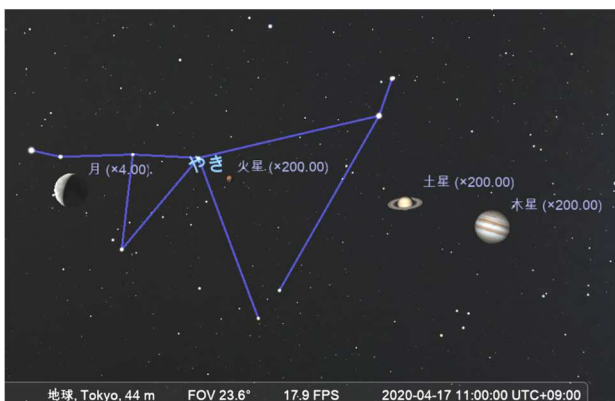 月 (×4.00)
やぎ
火星 (×200.00)
土星 (×200.00)
木星 (×200.00)
地球, Tokyo, 44 m FOV 23.6° 17.9 FPS 2020-04-17 11:00:00 UTC+09:00